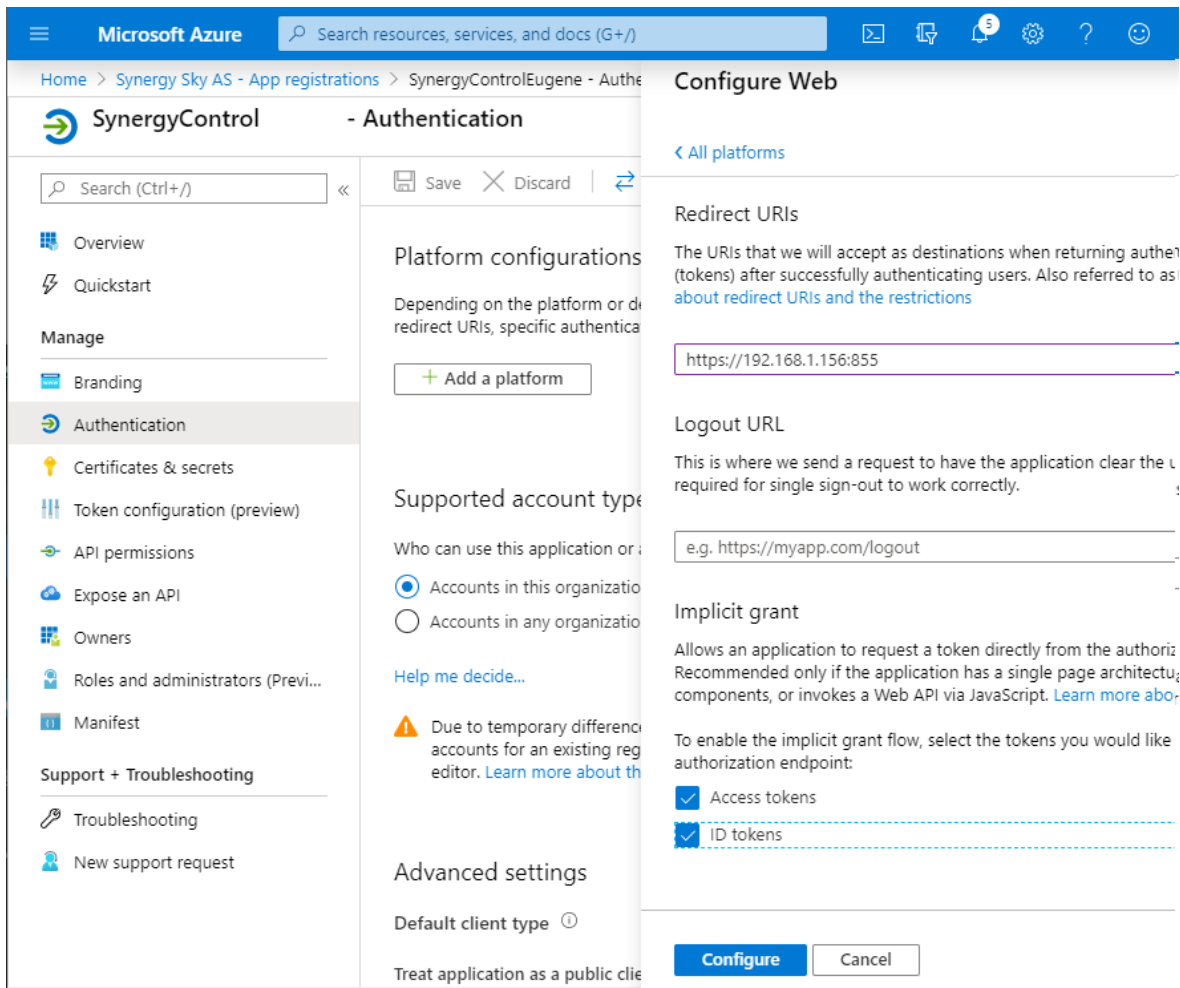 Microsoft Azure
Search resources, services, and docs (G+/)
5
Home > Synergy Sky AS - App registrations > SynergyControlEugene - Authe
SynergyControl - Authentication
Search (Ctrl+/)
Overview
Quickstart
Manage
Branding
Authentication
Certificates & secrets
Token configuration (preview)
API permissions
Expose an API
Owners
Roles and administrators (Previ...
Manifest
Support + Troubleshooting
Troubleshooting
New support request
Save Discard
Platform configurations
Depending on the platform or de
redirect URIs, specific authentica
+ Add a platform
Supported account type
Who can use this application or a
Accounts in this organizatio
Accounts in any organizatio
Help me decide...
Due to temporary difference
accounts for an existing reg
editor. Learn more about th
Advanced settings
Default client type
Treat application as a public clie
Configure Web
All platforms
Redirect URIs
The URIs that we will accept as destinations when returning authe
(tokens) after successfully authenticating users. Also referred to as
about redirect URIs and the restrictions
https://192.168.1.156:855
Logout URL
This is where we send a request to have the application clear the u
required for single sign-out to work correctly.
e.g. https://myapp.com/logout
Implicit grant
Allows an application to request a token directly from the authoriz
Recommended only if the application has a single page architectu
components, or invokes a Web API via JavaScript. Learn more abo
To enable the implicit grant flow, select the tokens you would like
authorization endpoint:
Access tokens
ID tokens
Configure Cancel